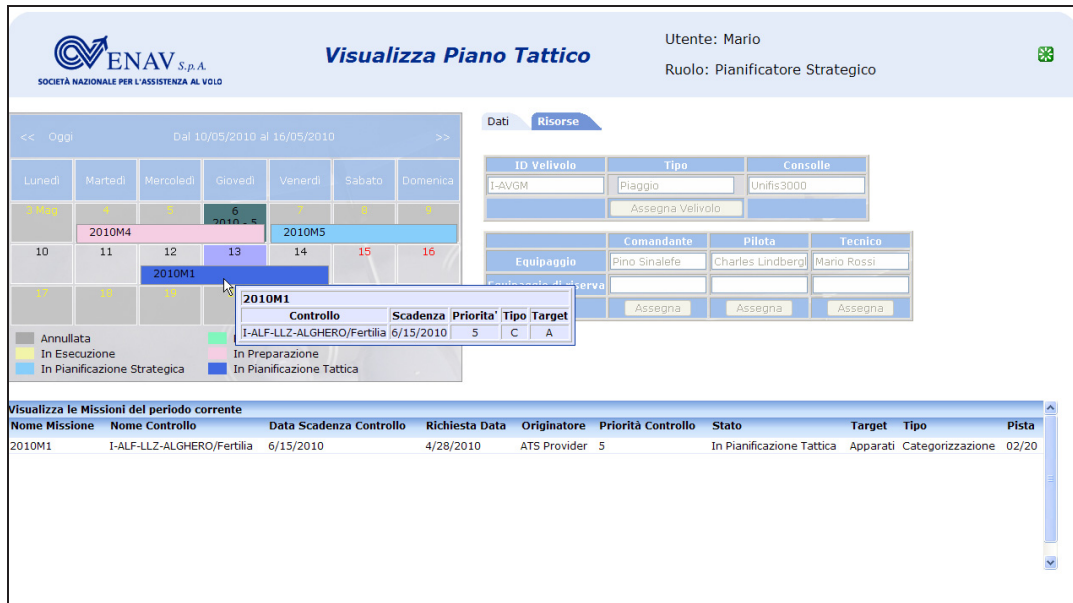 ENAV S.p.A.
SOCIETÀ NAZIONALE PER L'ASSISTENZA AL VOLO
Visualizza Piano Tattico
Utente: Mario
Ruolo: Pianificatore Strategico
<< Oggi Dal 10/05/2010 al 16/05/2010 >>
Lunedì Martedì Mercoledì Giovedì Venerdì Sabato Domenica
3 Mag 4 5 6 7 8 9
2010 - 5
2010M4 2010M5
10 11 12 13 14 15 16
2010M1
17 18 19
Annullata
In Esecuzione In Preparazione
In Pianificazione Strategica In Pianificazione Tattica
2010M1
Controllo Scadenza Priorita' Tipo Target
I-ALF-LLZ-ALGHERO/Fertilia 6/15/2010 5 C A
Dati Risorse
ID Velivolo Tipo Consolle
I-AVGM Piaggio Unifis3000
Assegna Velivolo
Comandante Pilota Tecnico
Equipaggio Pino Sinalefe Charles Lindbergl Mario Rossi
Equipaggio di riserva
Assegna Assegna Assegna
Visualizza le Missioni del periodo corrente
Nome Missione Nome Controllo Data Scadenza Controllo Richiesta Data Originatore Priorità Controllo Stato Target Tipo Pista
2010M1 I-ALF-LLZ-ALGHERO/Fertilia 6/15/2010 4/28/2010 ATS Provider 5 In Pianificazione Tattica Apparati Categorizzazione 02/20